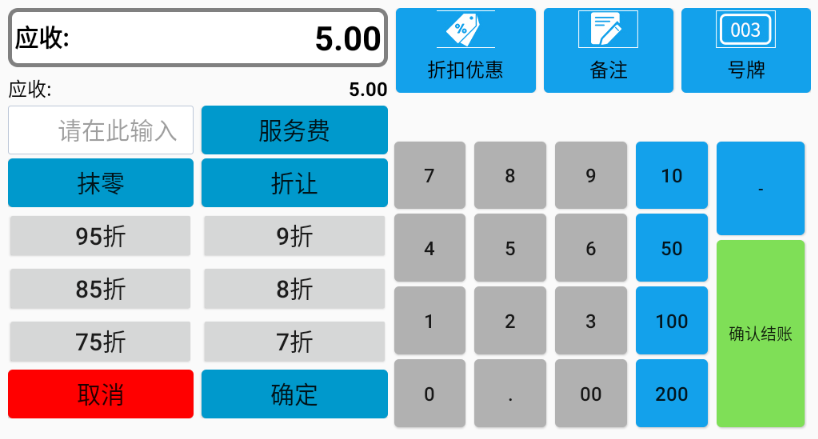 应收: 5.00
应收: 5.00
请在此输入 服务费
抹零 折让
95折 9折
85折 8折
75折 7折
取消 确定
% 003
折扣优惠 备注 号牌
7 8 9 10 -
4 5 6 50
1 2 3 100 确认结账
0 . 00 200